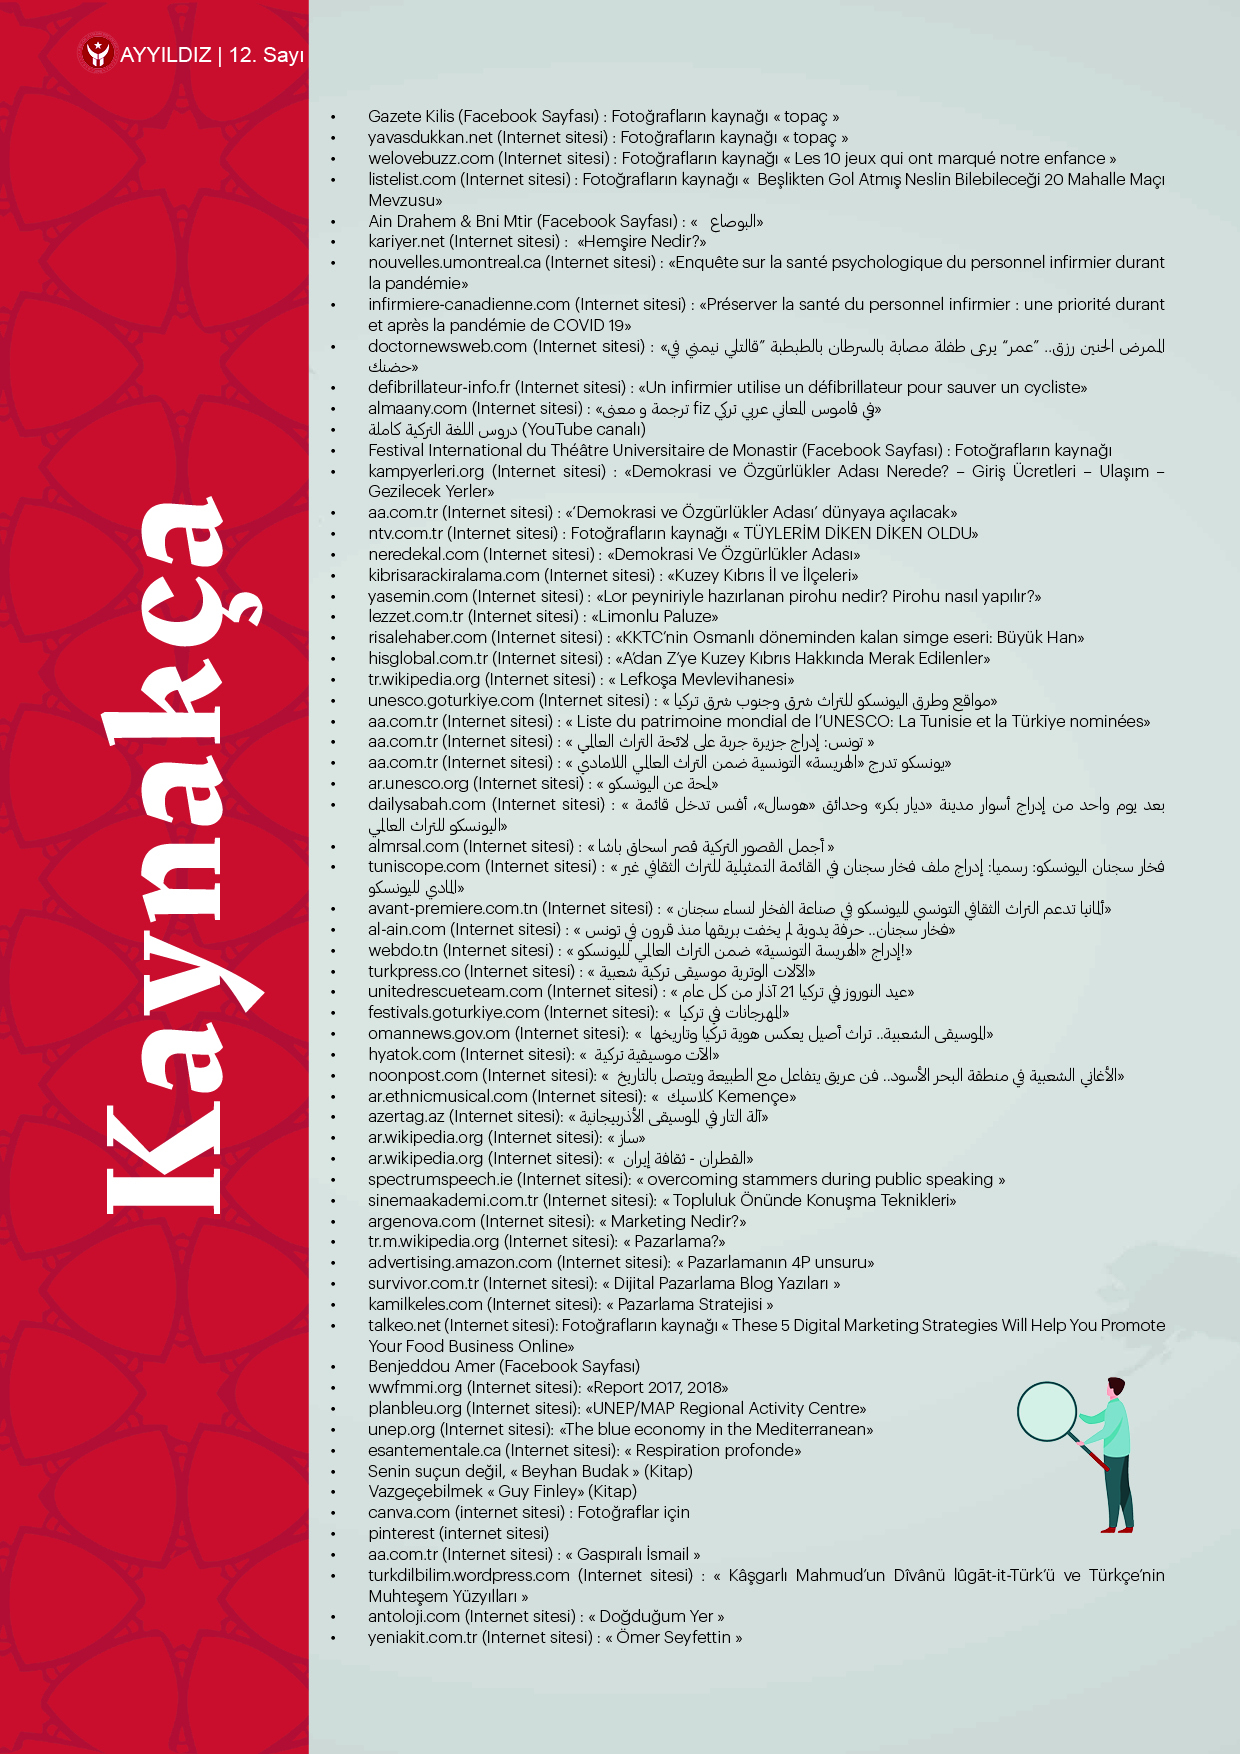 AYYILDIZ | 12. Sayı
Kaynakça
• Gazete Kilis (Facebook Sayfası) : Fotoğrafların kaynağı « topaç »
• yavasdukkan.net (Internet sitesi) : Fotoğrafların kaynağı « topaç »
• welovebuzz.com (Internet sitesi) : Fotoğrafların kaynağı « Les 10 jeux qui ont marqué notre enfance »
• listelist.com (Internet sitesi) : Fotoğrafların kaynağı « Beşlikten Gol Atmış Neslin Bilebileceği 20 Mahalle Maçı
Mevzusu»
• Ain Drahem & Bni Mtir (Facebook Sayfası) : « البوصاع»
• kariyer.net (Internet sitesi) : «Hemşire Nedir?»
• nouvelles.umontreal.ca (Internet sitesi) : «Enquête sur la santé psychologique du personnel infirmier durant
la pandémie»
• infirmiere-canadienne.com (Internet sitesi) : «Préserver la santé du personnel infirmier : une priorité durant
et après la pandémie de COVID 19»
• doctornewsweb.com (Internet sitesi) : «الممرض الحنين رزق.. ”عمر“ يرعى طفلة مصابة بالسرطان بالطبطبة ”قالتلي نيمني في
حضنك»
• defibrillateur-info.fr (Internet sitesi) : «Un infirmier utilise un défibrillateur pour sauver un cycliste»
• almaany.com (Internet sitesi) : «ترجمة و معنى fiz في قاموس المعاني عربي تركي»
• دروس اللغة التركية كاملة (YouTube canalı)
• Festival International du Théâtre Universitaire de Monastir (Facebook Sayfası) : Fotoğrafların kaynağı
• kampyerleri.org (Internet sitesi) : «Demokrasi ve Özgürlükler Adası Nerede? – Giriş Ücretleri – Ulaşım –
Gezilecek Yerler»
• aa.com.tr (Internet sitesi) : «‘Demokrasi ve Özgürlükler Adası’ dünyaya açılacak»
• ntv.com.tr (Internet sitesi) : Fotoğrafların kaynağı « TÜYLERİM DİKEN DİKEN OLDU»
• neredekal.com (Internet sitesi) : «Demokrasi Ve Özgürlükler Adası»
• kibrisarackiralama.com (Internet sitesi) : «Kuzey Kıbrıs İl ve İlçeleri»
• yasemin.com (Internet sitesi) : «Lor peyniriyle hazırlanan pirohu nedir? Pirohu nasıl yapılır?»
• lezzet.com.tr (Internet sitesi) : «Limonlu Paluze»
• risalehaber.com (Internet sitesi) : «KKTC’nin Osmanlı döneminden kalan simge eseri: Büyük Han»
• hisglobal.com.tr (Internet sitesi) : «A’dan Z’ye Kuzey Kıbrıs Hakkında Merak Edilenler»
• tr.wikipedia.org (Internet sitesi) : « Lefkoşa Mevlevihanesi»
• unesco.goturkiye.com (Internet sitesi) : « مواقع وطرق اليونسكو للتراث شرق وجنوب شرق تركيا»
• aa.com.tr (Internet sitesi) : « Liste du patrimoine mondial de l’UNESCO: La Tunisie et la Türkiye nominées»
• aa.com.tr (Internet sitesi) : « تونس: إدراج جزيرة جربة على لائحة التراث العالمي »
• aa.com.tr (Internet sitesi) : « يونسكو تدرج «الهريسة» التونسية ضمن التراث العالمي اللامادي»
• ar.unesco.org (Internet sitesi) : « لمحة عن اليونسكو»
• dailysabah.com (Internet sitesi) : « بعد يوم واحد من إدراج أسوار مدينة «ديار بكر» وحدائق «هوسال»، أفس تدخل قائمة
اليونسكو للتراث العالمي»
• almrsal.com (Internet sitesi) : « أجمل القصور التركية قصر اسحاق باشا »
• tuniscope.com (Internet sitesi) : « فخار سجنان اليونسكو: رسميا: إدراج ملف فخار سجنان في القائمة التمثيلية للتراث الثقافي غير
المادي لليونسكو»
• avant-premiere.com.tn (Internet sitesi) : « ألمانيا تدعم التراث الثقافي التونسي لليونسكو في صناعة الفخار لنساء سجنان»
• al-ain.com (Internet sitesi) : « فخار سجنان.. حرفة يدوية لم يخفت بريقها منذ قرون في تونس»
• webdo.tn (Internet sitesi) : « إدراج «الهريسة التونسية» ضمن التراث العالمي لليونسكو!»
• turkpress.co (Internet sitesi) : « الآلات الوترية موسيقى تركية شعبية»
• unitedrescueteam.com (Internet sitesi) : « عيد النوروز في تركيا 21 آذار من كل عام»
• festivals.goturkiye.com (Internet sitesi): « المهرجانات في تركيا»
• omannews.gov.om (Internet sitesi): « الموسيقى الشعبية.. تراث أصيل يعكس هوية تركيا وتاريخها»
• hyatok.com (Internet sitesi): « الآت موسيقية تركية»
• noonpost.com (Internet sitesi): « الأغاني الشعبية في منطقة البحر الأسود.. فن عريق يتفاعل مع الطبيعة ويتصل بالتاريخ»
• ar.ethnicmusical.com (Internet sitesi): « كلاسيك Kemençe»
• azertag.az (Internet sitesi): « آلة التار في الموسيقى الأذربيجانية»
• ar.wikipedia.org (Internet sitesi): « ساز»
• ar.wikipedia.org (Internet sitesi): « القطران - ثقافة إيران»
• spectrumspeech.ie (Internet sitesi): « overcoming stammers during public speaking »
• sinemaakademi.com.tr (Internet sitesi): « Topluluk Önünde Konuşma Teknikleri»
• argenova.com (Internet sitesi): « Marketing Nedir?»
• tr.m.wikipedia.org (Internet sitesi): « Pazarlama?»
• advertising.amazon.com (Internet sitesi): « Pazarlamanın 4P unsuru»
• survivor.com.tr (Internet sitesi): « Dijital Pazarlama Blog Yazıları »
• kamilkeles.com (Internet sitesi): « Pazarlama Stratejisi »
• talkeo.net (Internet sitesi): Fotoğrafların kaynağı « These 5 Digital Marketing Strategies Will Help You Promote
Your Food Business Online»
• Benjeddou Amer (Facebook Sayfası)
• wwfmmi.org (Internet sitesi): «Report 2017, 2018»
• planbleu.org (Internet sitesi): «UNEP/MAP Regional Activity Centre»
• unep.org (Internet sitesi): «The blue economy in the Mediterranean»
• esantementale.ca (Internet sitesi): « Respiration profonde»
• Senin suçun değil, « Beyhan Budak » (Kitap)
• Vazgeçebilmek « Guy Finley» (Kitap)
• canva.com (internet sitesi) : Fotoğraflar için
• pinterest (internet sitesi)
• aa.com.tr (Internet sitesi) : « Gaspıralı İsmail »
• turkdilbilim.wordpress.com (Internet sitesi) : « Kâşgarlı Mahmud’un Dîvânü lûgāt-it-Türk’ü ve Türkçe’nin
Muhteşem Yüzyılları »
• antoloji.com (Internet sitesi) : « Doğduğum Yer »
• yeniakit.com.tr (Internet sitesi) : « Ömer Seyfettin »